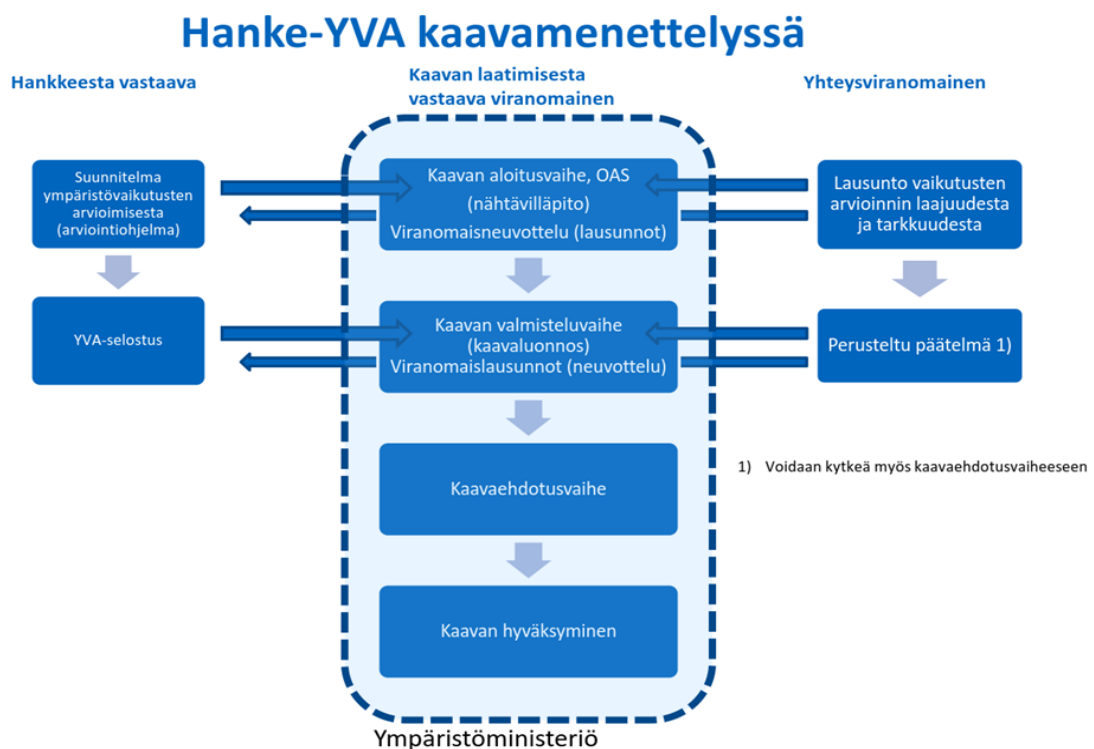 Hanke-YVA kaavamenettelyssä
Hankkeesta vastaava
Kaavan laatimisesta
vastaava viranomainen
Yhteysviranomainen
Suunnitelma
ympäristövaikutusten
arvioimisesta
(arviointiohjelma)
Kaavan aloitusvaihe, OAS
(nähtävilläpito)
Viranomaisneuvottelu (lausunnot)
Lausunto vaikutusten
arvioinnin laajuudesta
ja tarkkuudesta
YVA-selostus
Kaavan valmisteluvaihe
(kaavaluonnos)
Viranomaislausunnot (neuvottelu)
Perusteltu päätelmä 1)
Kaavaehdotusvaihe
1) Voidaan kytkeä myös kaavaehdotusvaiheeseen
Kaavan hyväksyminen
Ympäristöministeriö